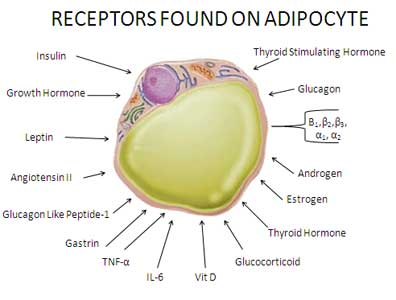 RECEPTORS FOUND ON ADIPOCYTE
Insulin
Thyroid Stimulating Hormone
Growth Hormone
Glucagon
B₁,β₂,β₃,
α₁, α₂
Leptin
Androgen
Angiotensin II
Estrogen
Glucagon Like Peptide-1
Thyroid Hormone
Gastrin
TNF-α
Glucocorticoid
IL-6
Vit D